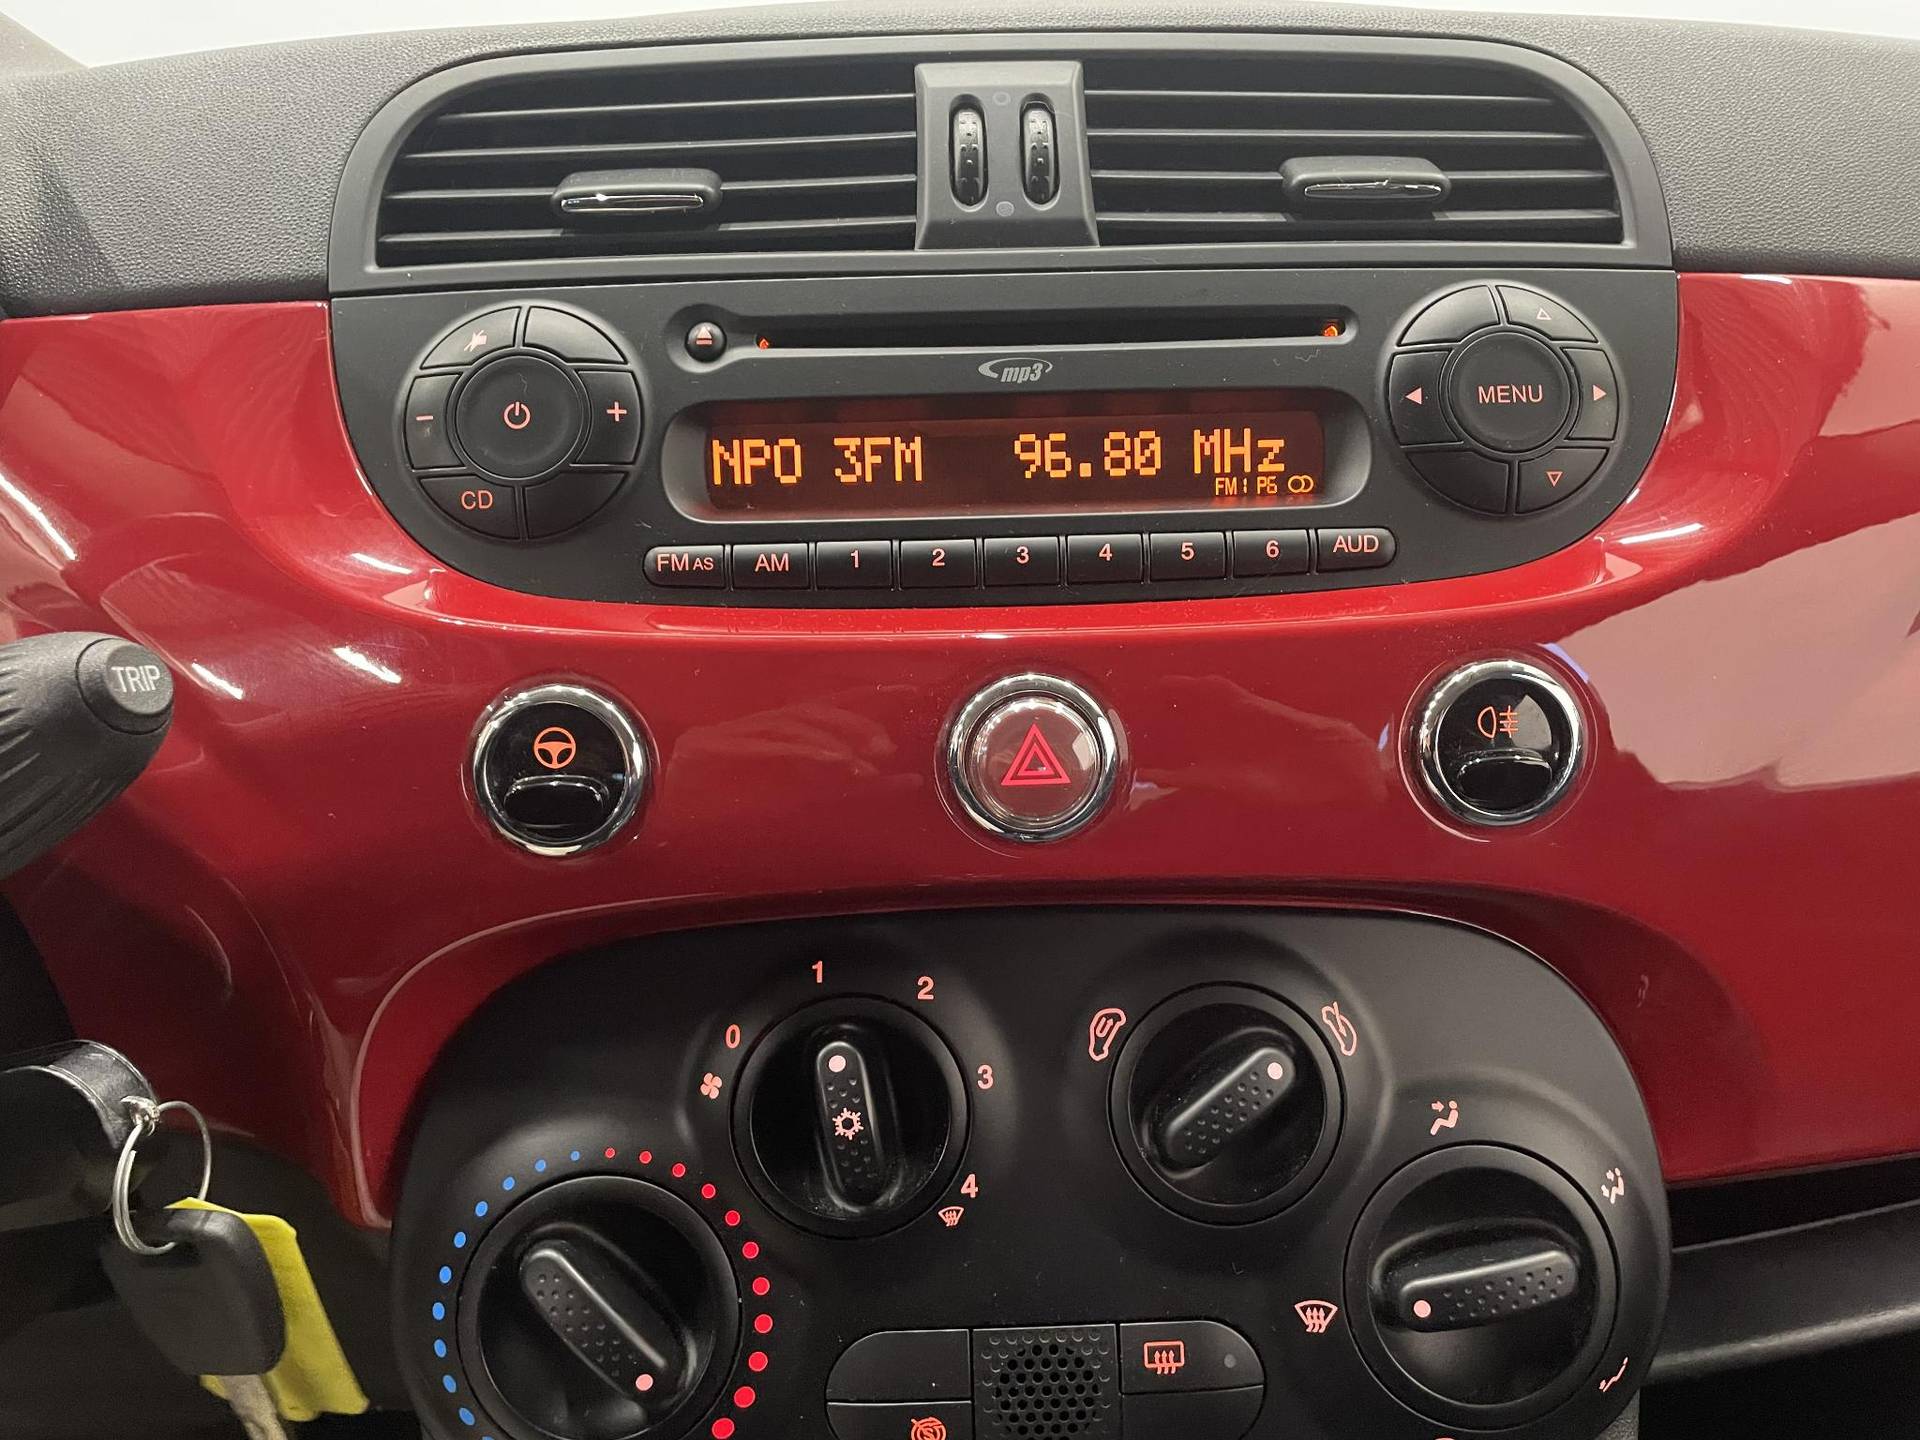 mp3
MENU
NPO 3FM 96.80 MHz
FM1 P6
CD
FM AS AM 1 2 3 4 5 6 AUD
TRIP
1
2
0
3
4